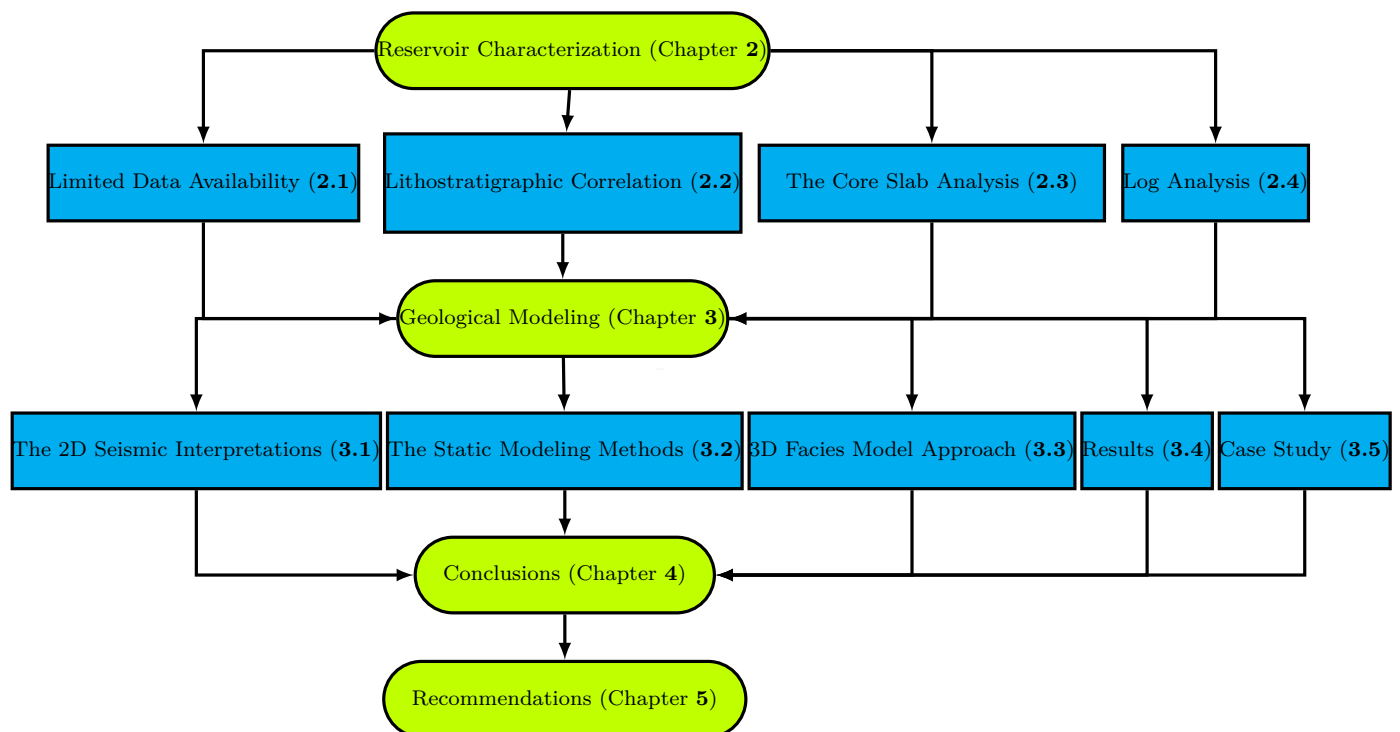 Reservoir Characterization (Chapter 2)
Limited Data Availability (2.1)
Lithostratigraphic Correlation (2.2)
The Core Slab Analysis (2.3)
Log Analysis (2.4)
Geological Modeling (Chapter 3)
The 2D Seismic Interpretations (3.1)
The Static Modeling Methods (3.2)
3D Facies Model Approach (3.3)
Results (3.4)
Case Study (3.5)
Conclusions (Chapter 4)
Recommendations (Chapter 5)